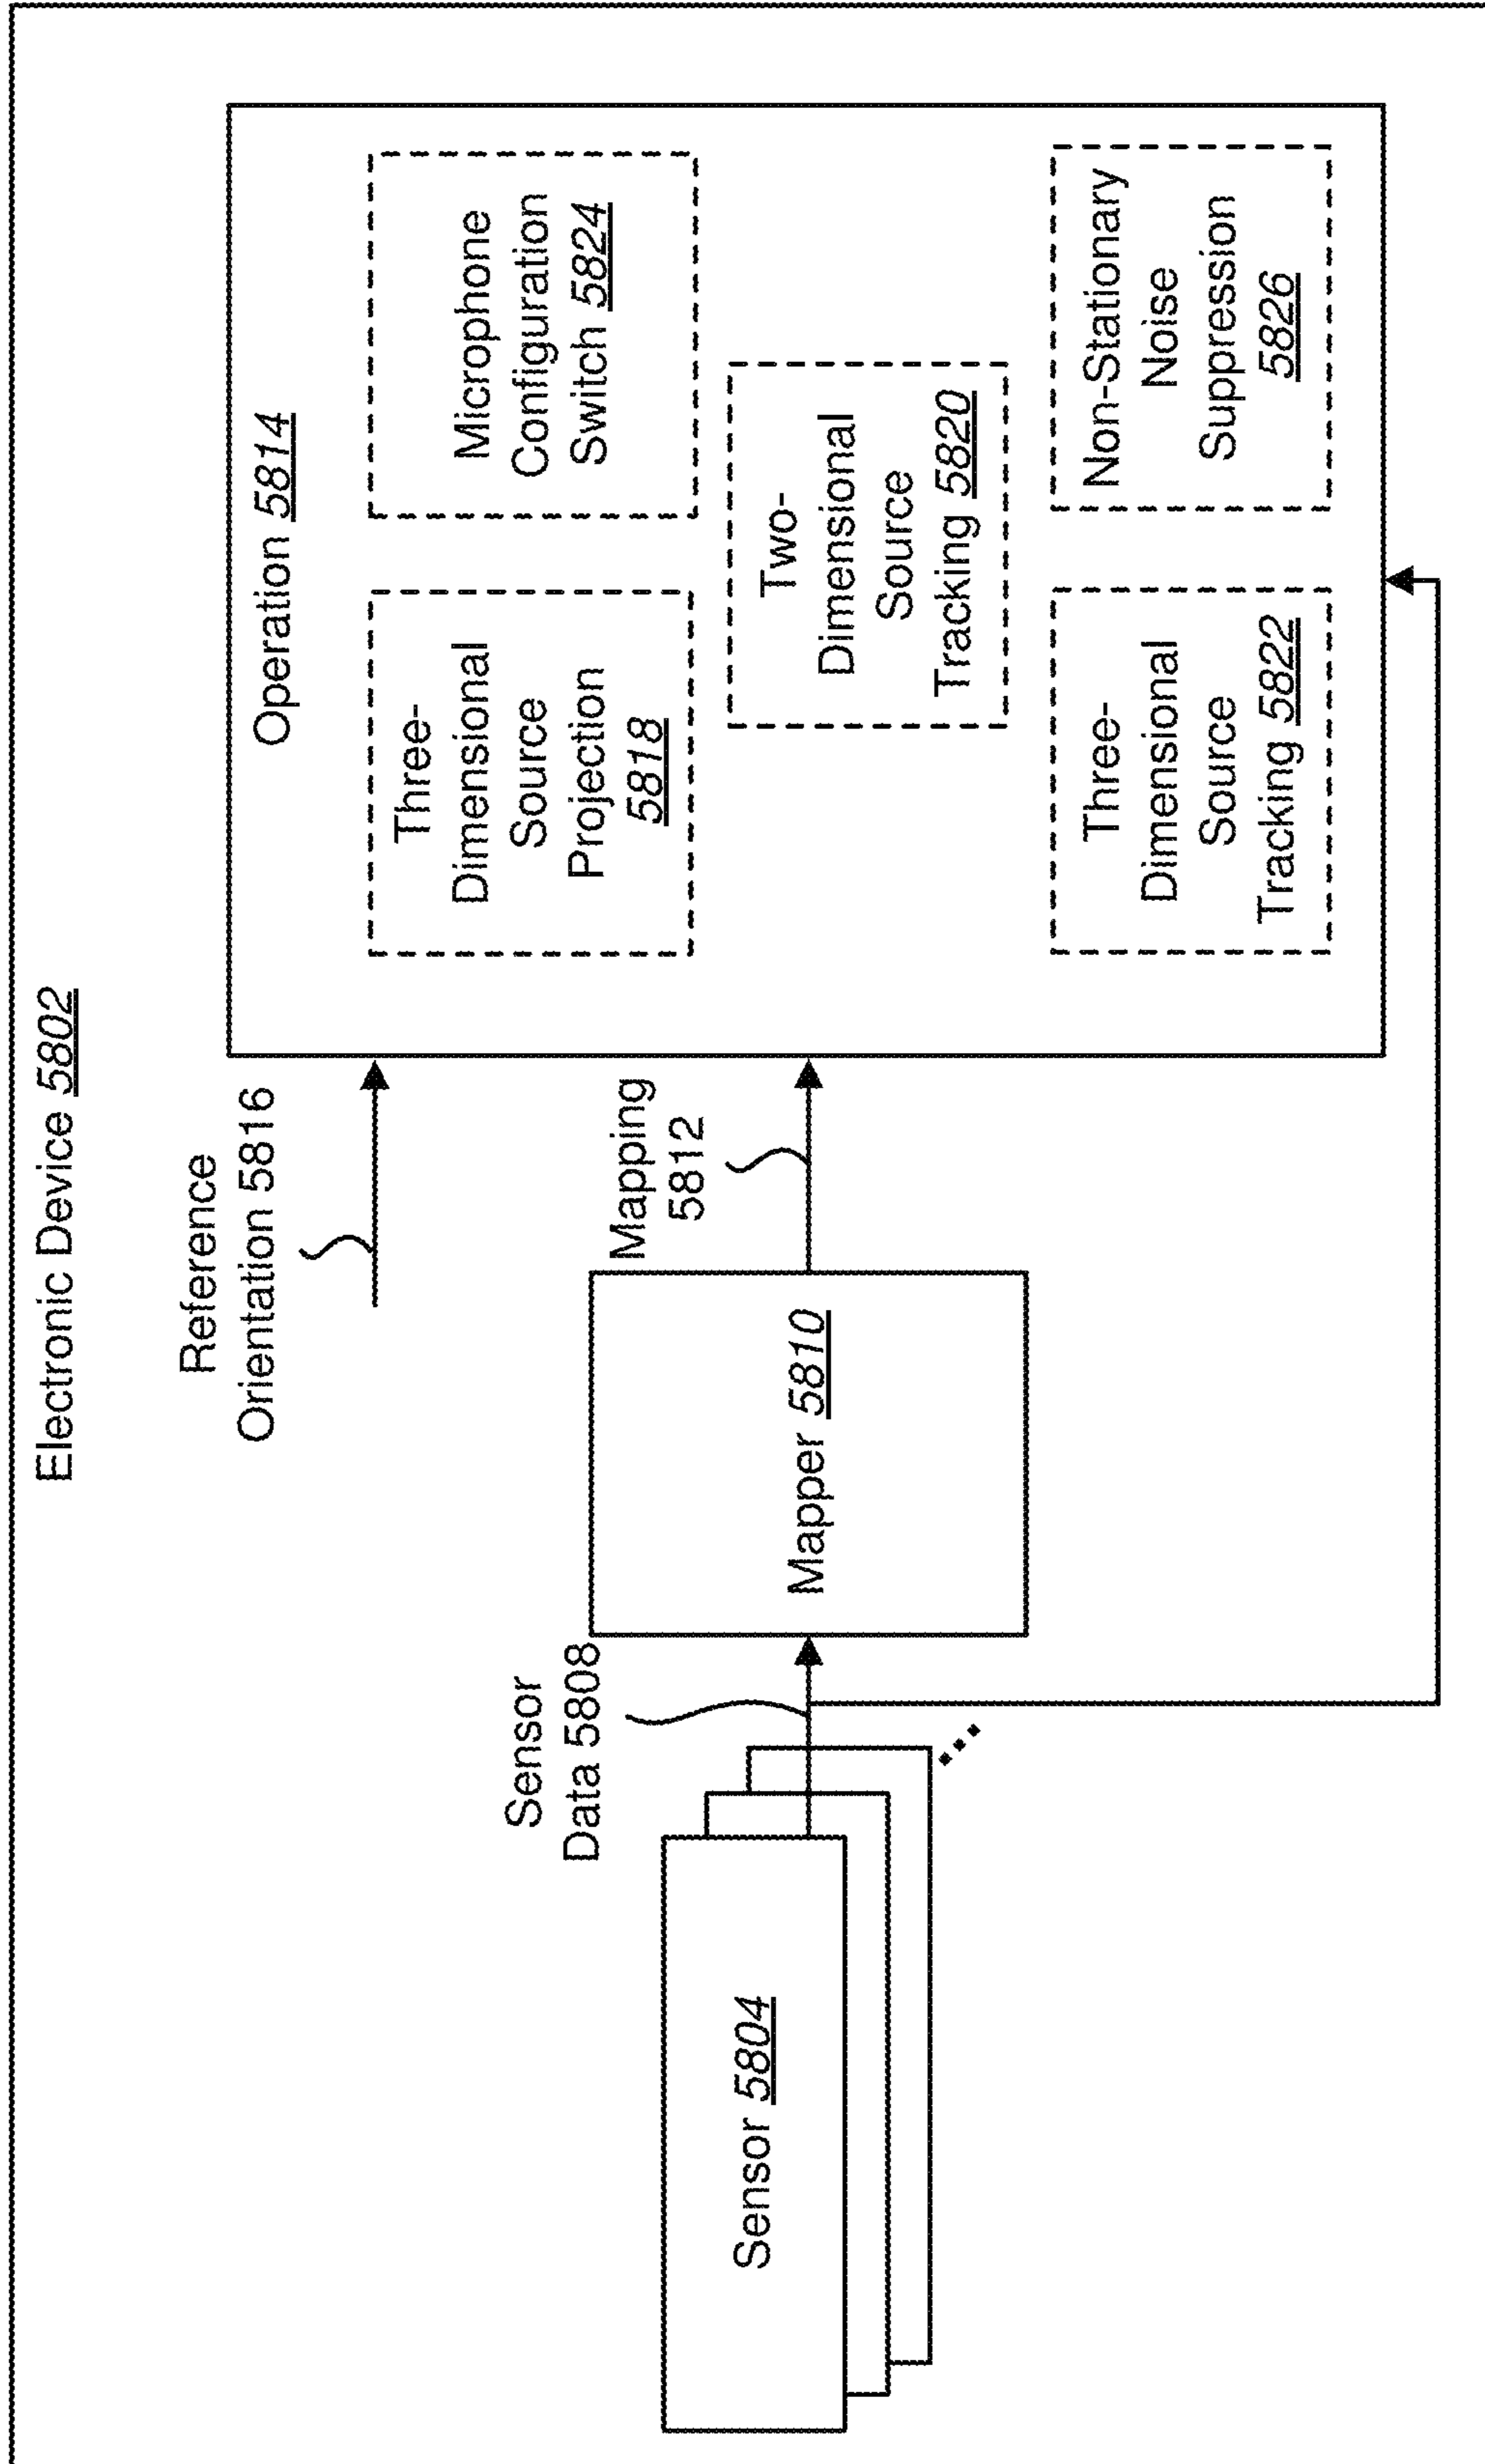 Electronic Device 5802
Reference
Orientation 5816
Operation 5814
Three-
Dimensional
Source
Projection
5818
Microphone
Configuration
Switch 5824
Two-
Dimensional
Source
Tracking 5820
Three-
Dimensional
Source
Tracking 5822
Non-Stationary
Noise
Suppression
5826
Mapping
5812
Mapper 5810
Sensor
Data 5808
Sensor 5804